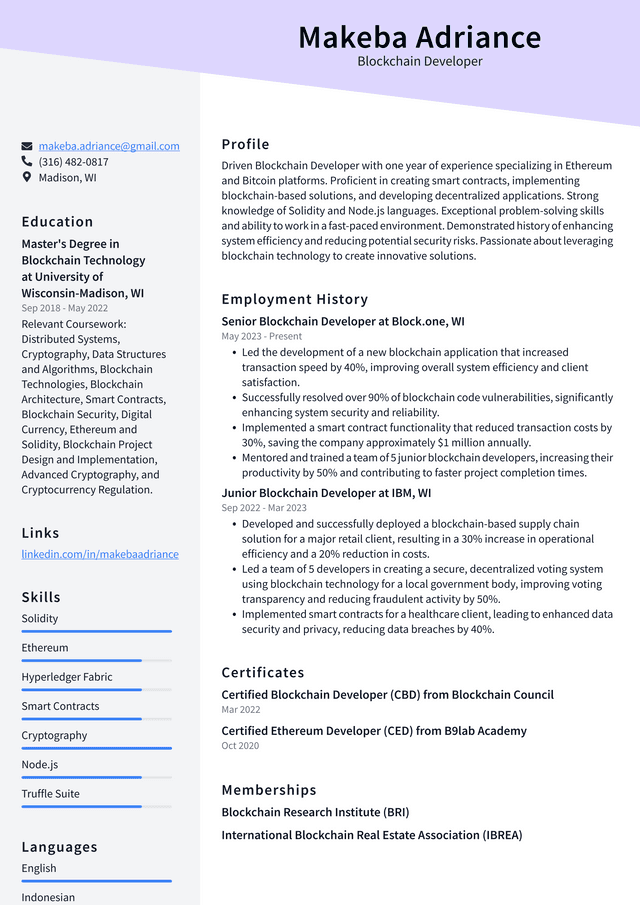 Makeba Adriance
Blockchain Developer
makeba.adriance@gmail.com
(316) 482-0817
Madison, WI
Education
Master's Degree in
Blockchain Technology
at University of
Wisconsin-Madison, WI
Sep 2018 - May 2022
Relevant Coursework:
Distributed Systems,
Cryptography, Data Structures
and Algorithms, Blockchain
Technologies, Blockchain
Architecture, Smart Contracts,
Blockchain Security, Digital
Currency, Ethereum and
Solidity, Blockchain Project
Design and Implementation,
Advanced Cryptography, and
Cryptocurrency Regulation.
Links
linkedin.com/in/makebaadriance
Skills
Solidity
Ethereum
Hyperledger Fabric
Smart Contracts
Cryptography
Node.js
Truffle Suite
Languages
English
Indonesian
Profile
Driven Blockchain Developer with one year of experience specializing in Ethereum
and Bitcoin platforms. Proficient in creating smart contracts, implementing
blockchain-based solutions, and developing decentralized applications. Strong
knowledge of Solidity and Node.js languages. Exceptional problem-solving skills
and ability to work in a fast-paced environment. Demonstrated history of enhancing
system efficiency and reducing potential security risks. Passionate about leveraging
blockchain technology to create innovative solutions.
Employment History
Senior Blockchain Developer at Block.one, WI
May 2023 - Present
• Led the development of a new blockchain application that increased
transaction speed by 40%, improving overall system efficiency and client
satisfaction.
• Successfully resolved over 90% of blockchain code vulnerabilities, significantly
enhancing system security and reliability.
• Implemented a smart contract functionality that reduced transaction costs by
30%, saving the company approximately $1 million annually.
• Mentored and trained a team of 5 junior blockchain developers, increasing their
productivity by 50% and contributing to faster project completion times.
Junior Blockchain Developer at IBM, WI
Sep 2022 - Mar 2023
• Developed and successfully deployed a blockchain-based supply chain
solution for a major retail client, resulting in a 30% increase in operational
efficiency and a 20% reduction in costs.
• Led a team of 5 developers in creating a secure, decentralized voting system
using blockchain technology for a local government body, improving voting
transparency and reducing fraudulent activity by 50%.
• Implemented smart contracts for a healthcare client, leading to enhanced data
security and privacy, reducing data breaches by 40%.
Certificates
Certified Blockchain Developer (CBD) from Blockchain Council
Mar 2022
Certified Ethereum Developer (CED) from B9lab Academy
Oct 2020
Memberships
Blockchain Research Institute (BRI)
International Blockchain Real Estate Association (IBREA)